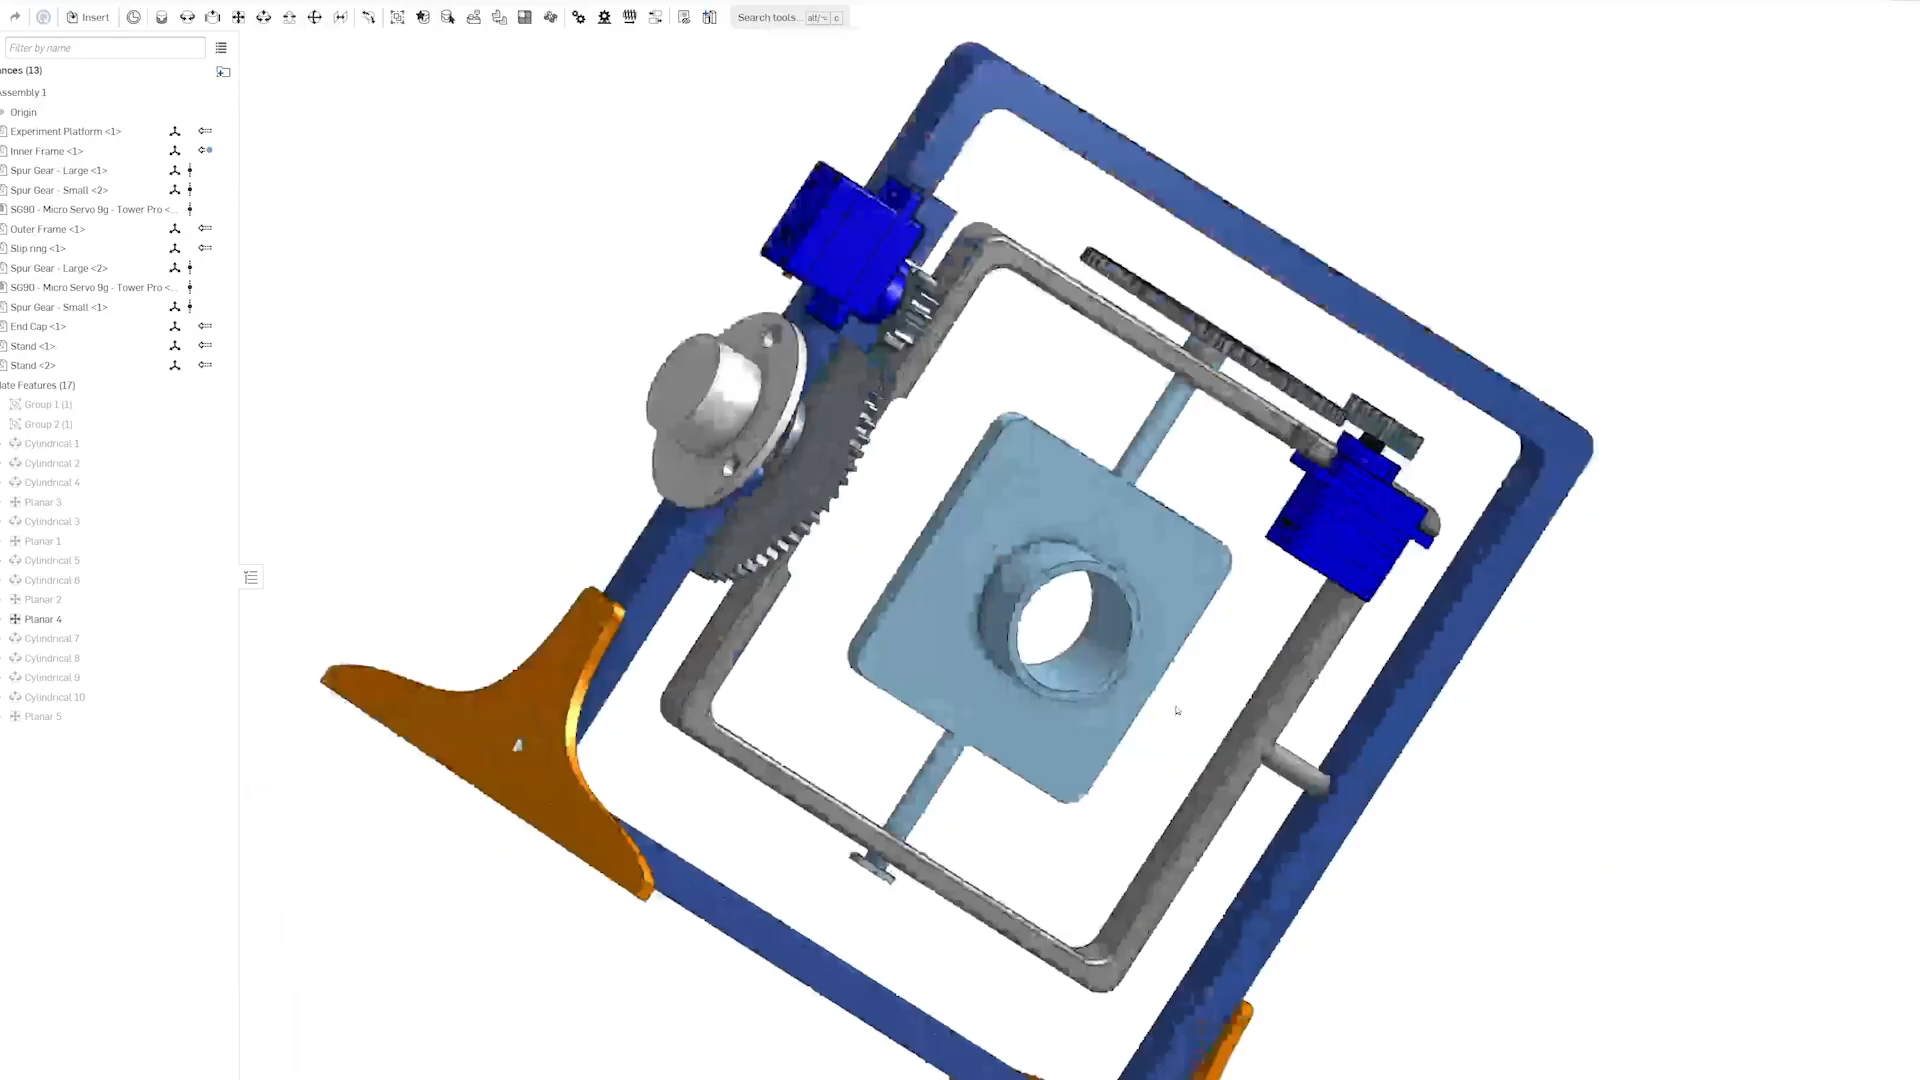 Insert
Search tools... alt/⌥ c
Filter by name
ances (13)
Assembly 1
Origin
Experiment Platform <1>
Inner Frame <1>
Spur Gear - Large <1>
Spur Gear - Small <2>
SG90 - Micro Servo 9g - Tower Pro <...
Outer Frame <1>
Slip ring <1>
Spur Gear - Large <2>
SG90 - Micro Servo 9g - Tower Pro <...
Spur Gear - Small <1>
End Cap <1>
Stand <1>
Stand <2>
late Features (17)
Group 1 (1)
Group 2 (1)
Cylindrical 1
Cylindrical 2
Cylindrical 4
Planar 3
Cylindrical 3
Planar 1
Cylindrical 5
Cylindrical 6
Planar 2
Planar 4
Cylindrical 7
Cylindrical 8
Cylindrical 9
Cylindrical 10
Planar 5